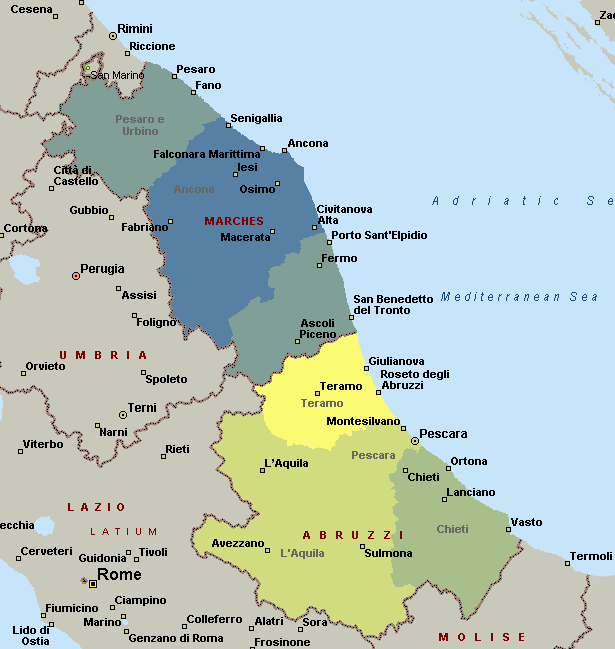 Cesena
Zac
Rimini
Riccione
San Marino
Pesaro
Fano
Pesaro e
Urbino
Senigallia
Falconara Marittima
Ancona
Iesi
Città di
Castello
Ancona
Osimo
Adriatic Se
Gubbio
Civitanova
Alta
Fabriano
MARCHES
Cortona
Macerata
Porto Sant'Elpidio
Fermo
Perugia
Assisi
Mediterranean Sea
San Benedetto
del Tronto
Foligno
Ascoli
Piceno
UMBRIA
Giulianova
Orvieto
Spoleto
Roseto degli
Abruzzi
Teramo
Teramo
Terni
Montesilvano
Narni
Pescara
Viterbo
Rieti
Pescara
L'Aquila
Ortona
Chieti
Lanciano
LAZIO
ecchia
LATIUM
Vasto
Chieti
ABRUZZI
Avezzano
L'Aquila
Sulmona
Cerveteri
Guidonia
Tivoli
Termoli
Rome
Ciampino
Fiumicino
Marino
Colleferro
Alatri
Sora
Lido di
Ostia
Genzano di Roma
Frosinone
MOLISE